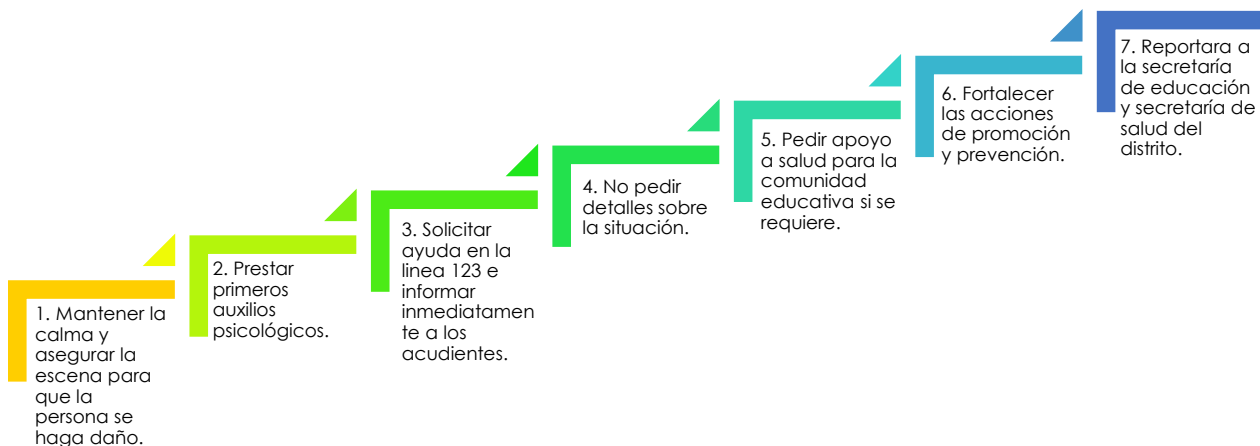 1. Mantener la
calma y
asegurar la
escena para
que la
persona se
haga daño.
2. Prestar
primeros
auxilios
psicológicos.
3. Solicitar
ayuda en la
linea 123 e
informar
inmediatamen
te a los
acudientes.
4. No pedir
detalles sobre
la situación.
5. Pedir apoyo
a salud para la
comunidad
educativa si se
requiere.
6. Fortalecer
las acciones
de promoción
y prevención.
7. Reportara a
la secretaría
de educación
y secretaría de
salud del
distrito.